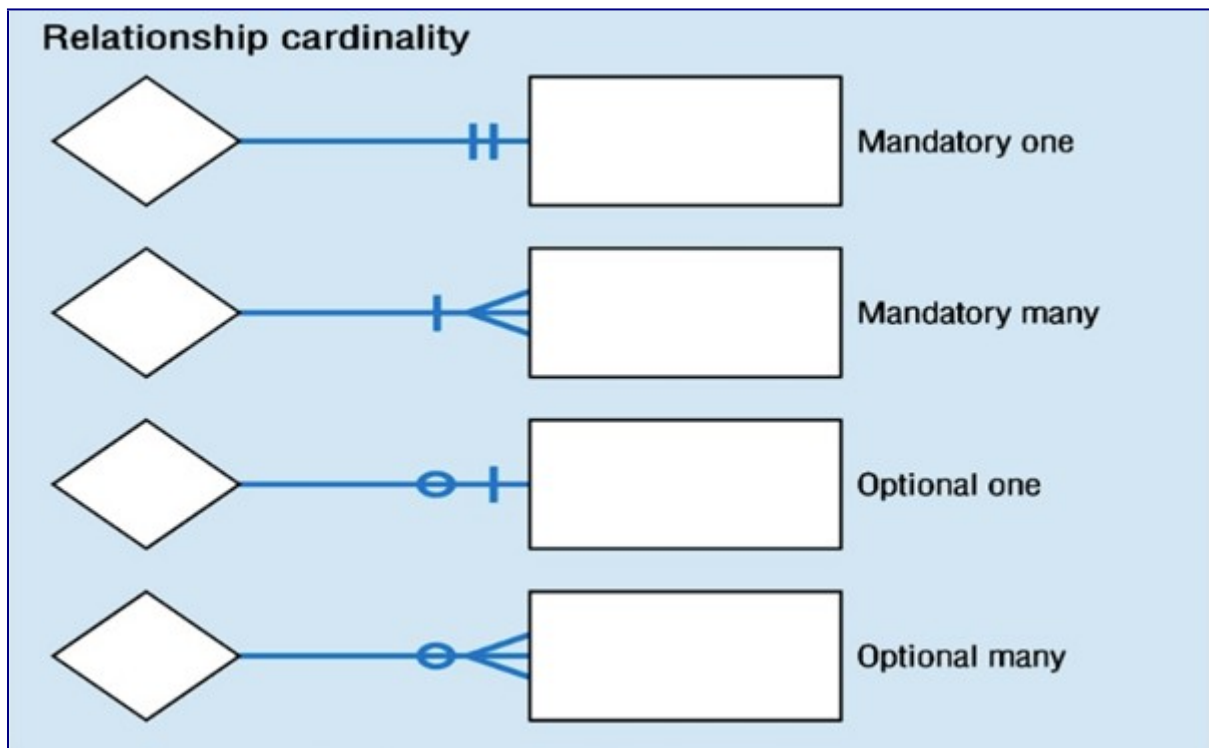 Relationship cardinality
Mandatory one
Mandatory many
Optional one
Optional many